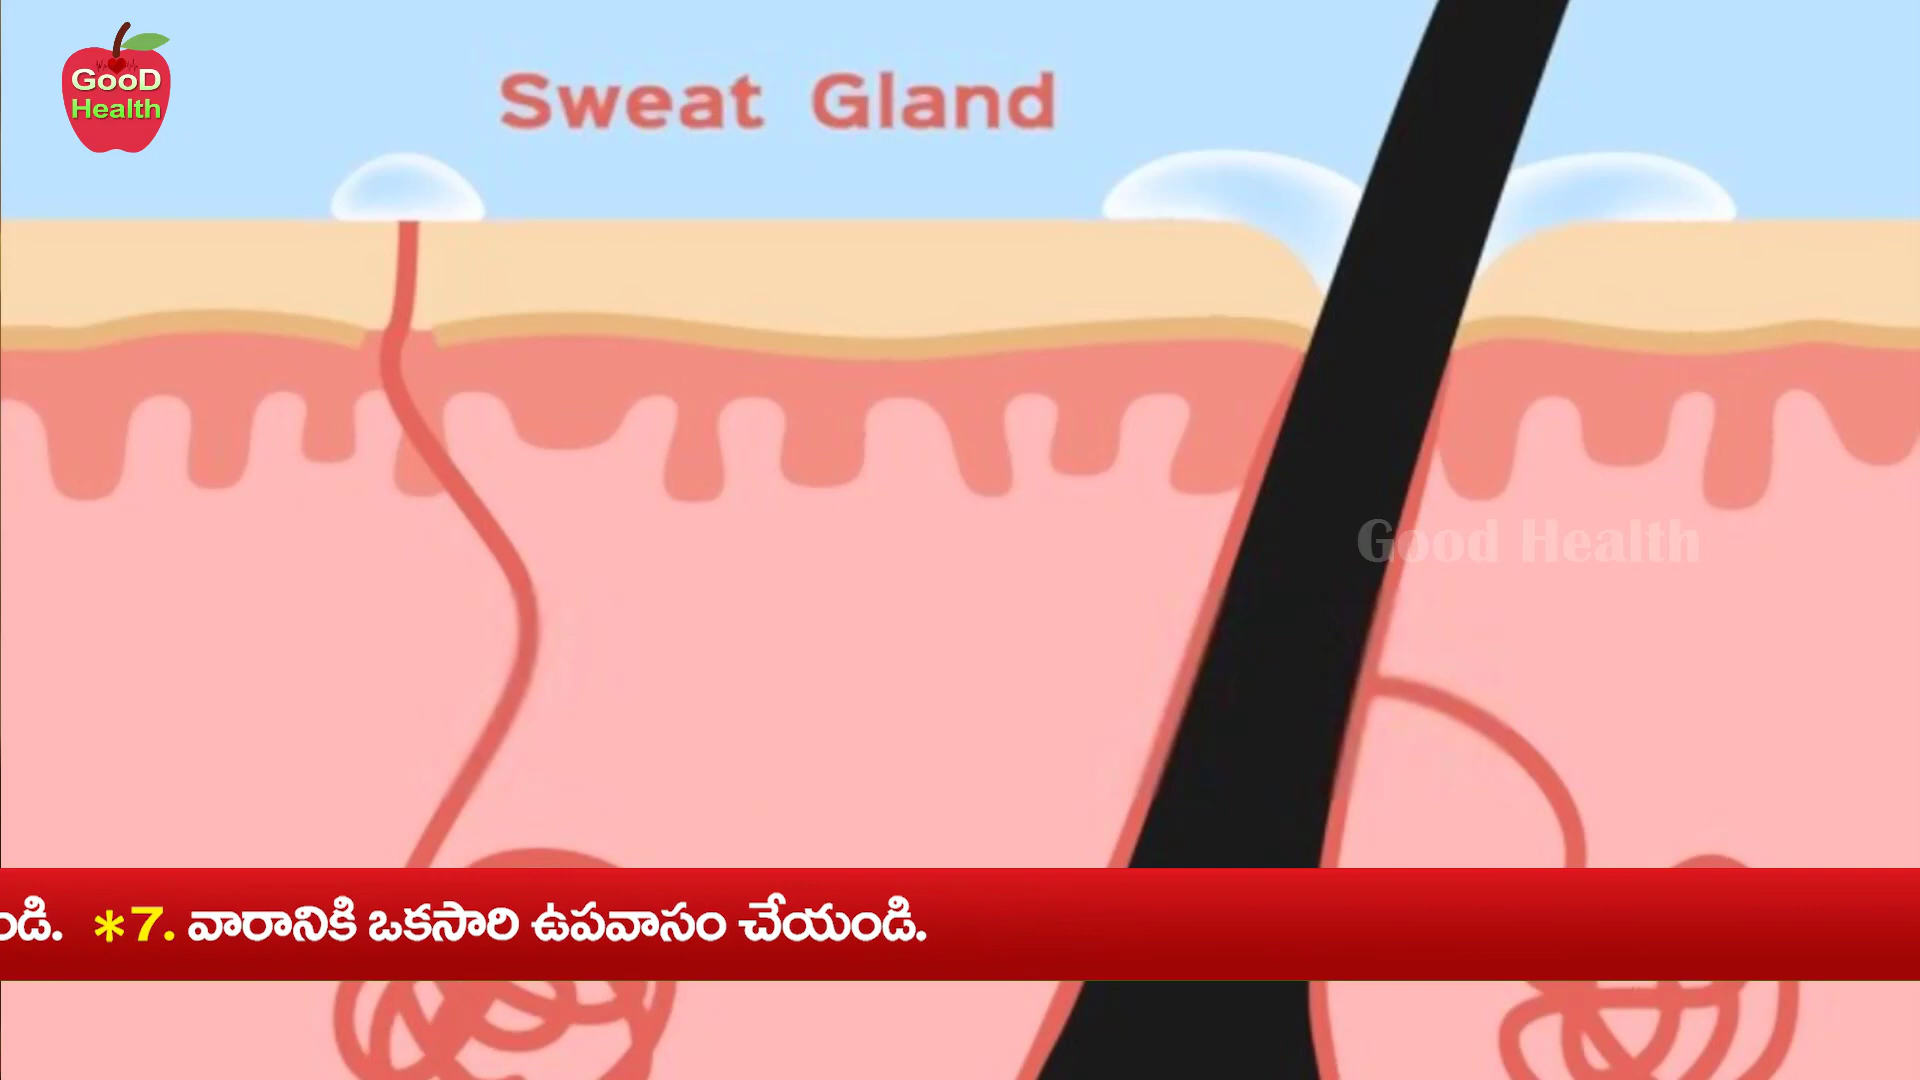 GooD
Health
Sweat Gland
Good Health
*7. వారానికి ఒకసారి ఉపవాసం చేయండి.